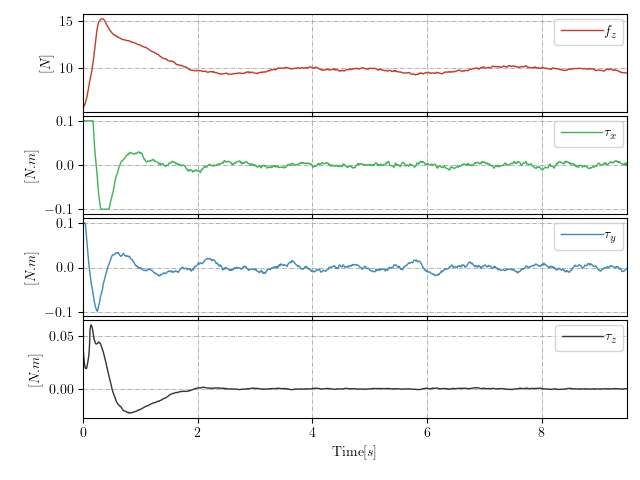 15
10
[N]
f_z
0.1
0.0
−0.1
[N.m]
τ_x
0.1
0.0
−0.1
[N.m]
τ_y
0.05
0.00
[N.m]
τ_z
0 2 4 6 8
Time[s]